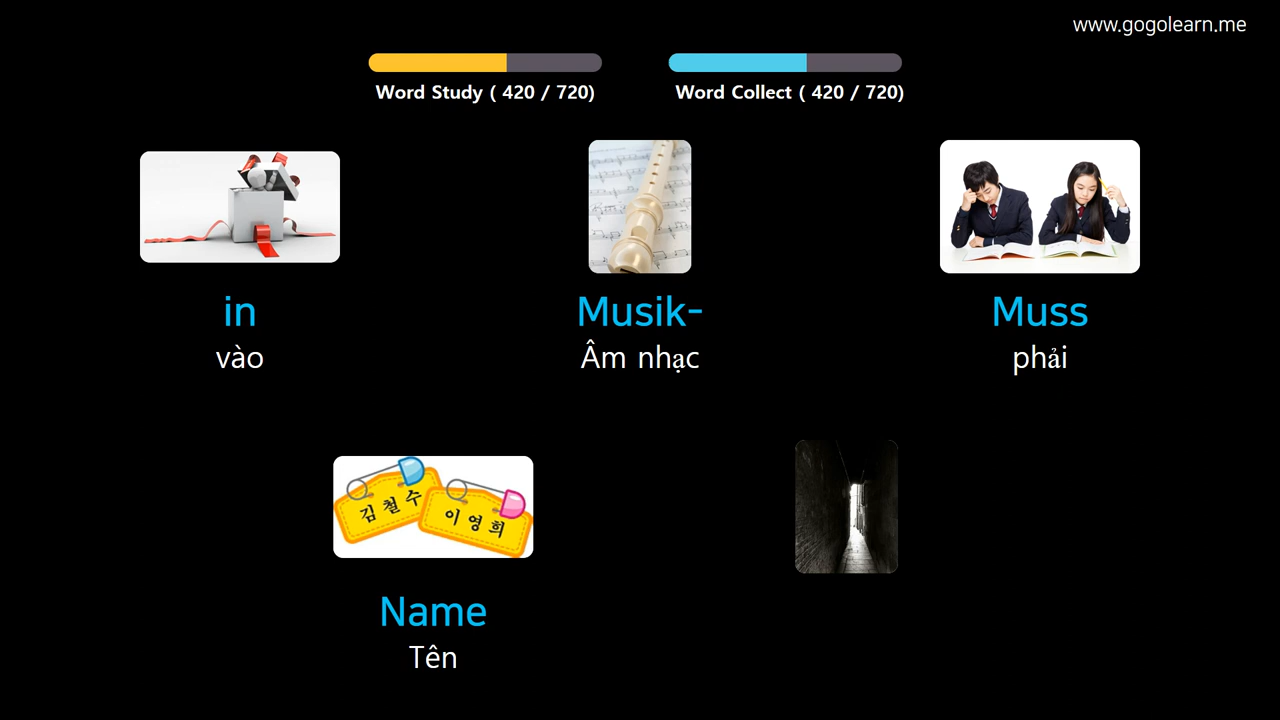 www.gogolearn.me
Word Study ( 420 / 720)
Word Collect ( 420 / 720)
in
vào
Musik-
Âm nhạc
Muss
phải
김철수
이영희
Name
Tên